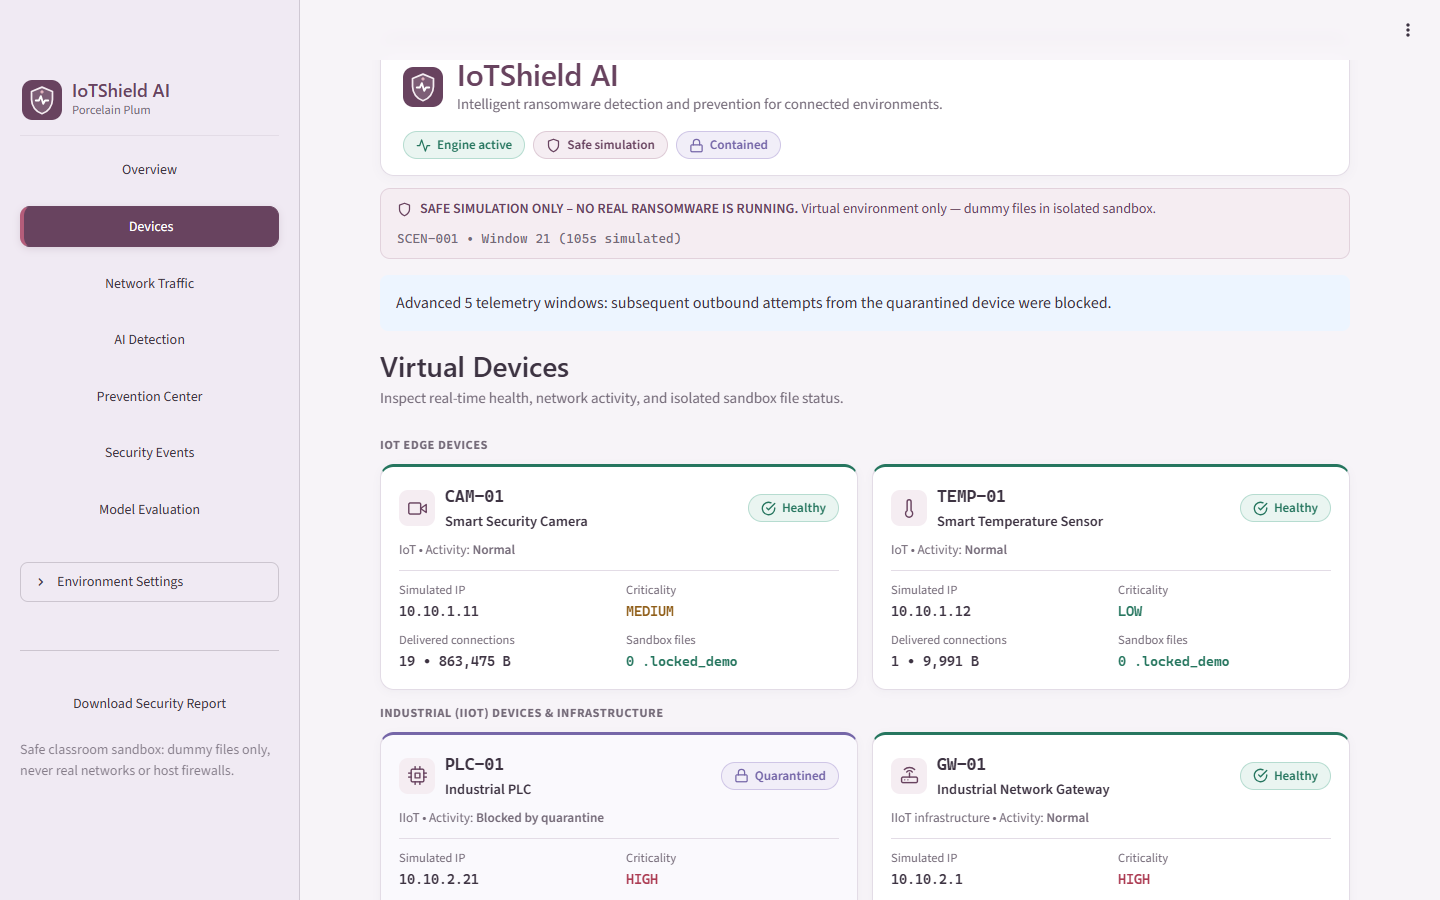 IoTShield AI
Porcelain Plum
Overview
Devices
Network Traffic
AI Detection
Prevention Center
Security Events
Model Evaluation
Environment Settings
Download Security Report
Safe classroom sandbox: dummy files only,
never real networks or host firewalls.
IoTShield AI
Intelligent ransomware detection and prevention for connected environments.
Engine active
Safe simulation
Contained
SAFE SIMULATION ONLY – NO REAL RANSOMWARE IS RUNNING. Virtual environment only — dummy files in isolated sandbox.
SCEN-001 • Window 21 (105s simulated)
Advanced 5 telemetry windows: subsequent outbound attempts from the quarantined device were blocked.
Virtual Devices
Inspect real-time health, network activity, and isolated sandbox file status.
IOT EDGE DEVICES
CAM-01
Smart Security Camera
Healthy
IoT • Activity: Normal
Simulated IP
10.10.1.11
Criticality
MEDIUM
Delivered connections
19 • 863,475 B
Sandbox files
0 .locked_demo
TEMP-01
Smart Temperature Sensor
Healthy
IoT • Activity: Normal
Simulated IP
10.10.1.12
Criticality
LOW
Delivered connections
1 • 9,991 B
Sandbox files
0 .locked_demo
INDUSTRIAL (IIOT) DEVICES & INFRASTRUCTURE
PLC-01
Industrial PLC
Quarantined
IIoT • Activity: Blocked by quarantine
Simulated IP
10.10.2.21
Criticality
HIGH
GW-01
Industrial Network Gateway
Healthy
IIoT infrastructure • Activity: Normal
Simulated IP
10.10.2.1
Criticality
HIGH